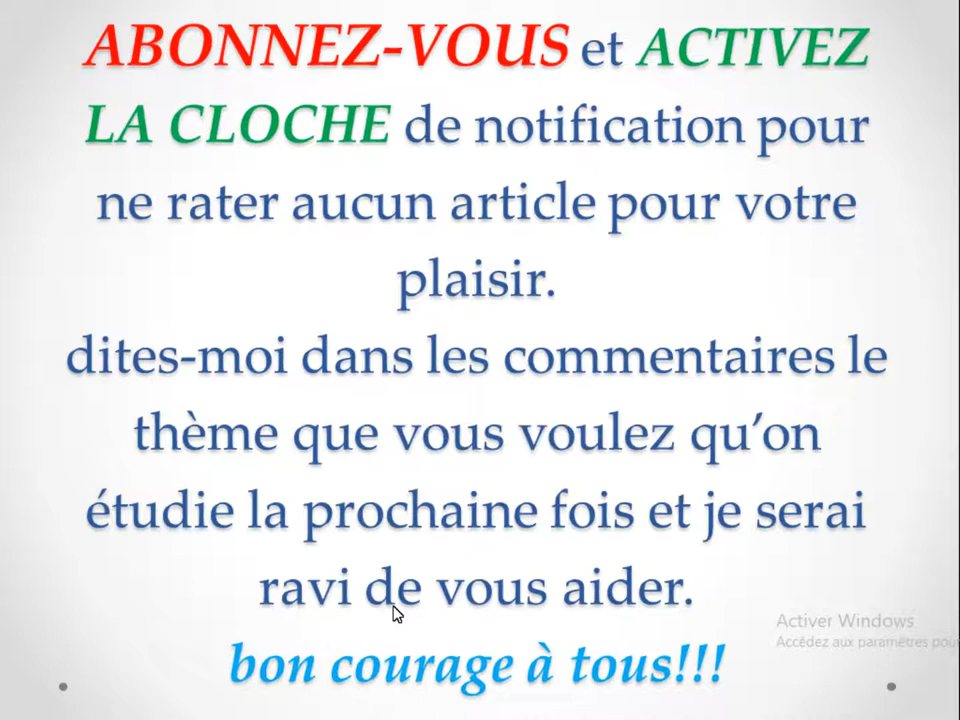 ABONNEZ-VOUS et ACTIVEZ
LA CLOCHE de notification pour
ne rater aucun article pour votre
plaisir.
dites-moi dans les commentaires le
thème que vous voulez qu’on
étudie la prochaine fois et je serai
ravi de vous aider.
Activer Windows
Accédez aux paramètres pour
bon courage à tous!!!